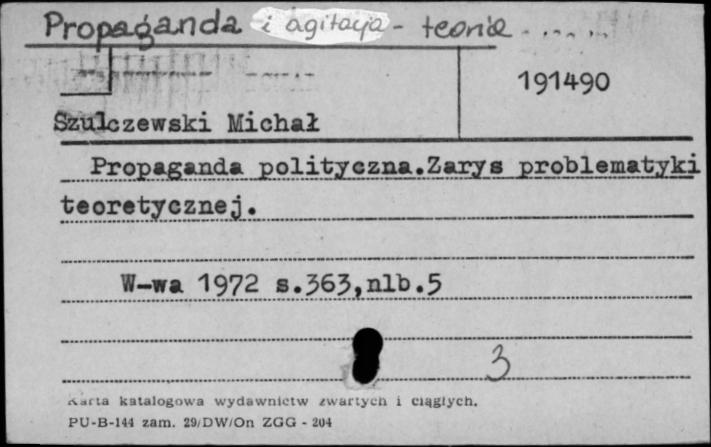 Propaganda i agitacja - teoria
191490
Szulczewski Michał
Propaganda polityczna.Zarys problematyki
teoretycznej.
W-wa 1972 s.363,nlb.5
3
Karta katalogowa wydawnictw zwartych i ciągłych.
PU-B-144 zam. 29/DW/On ZGG - 204